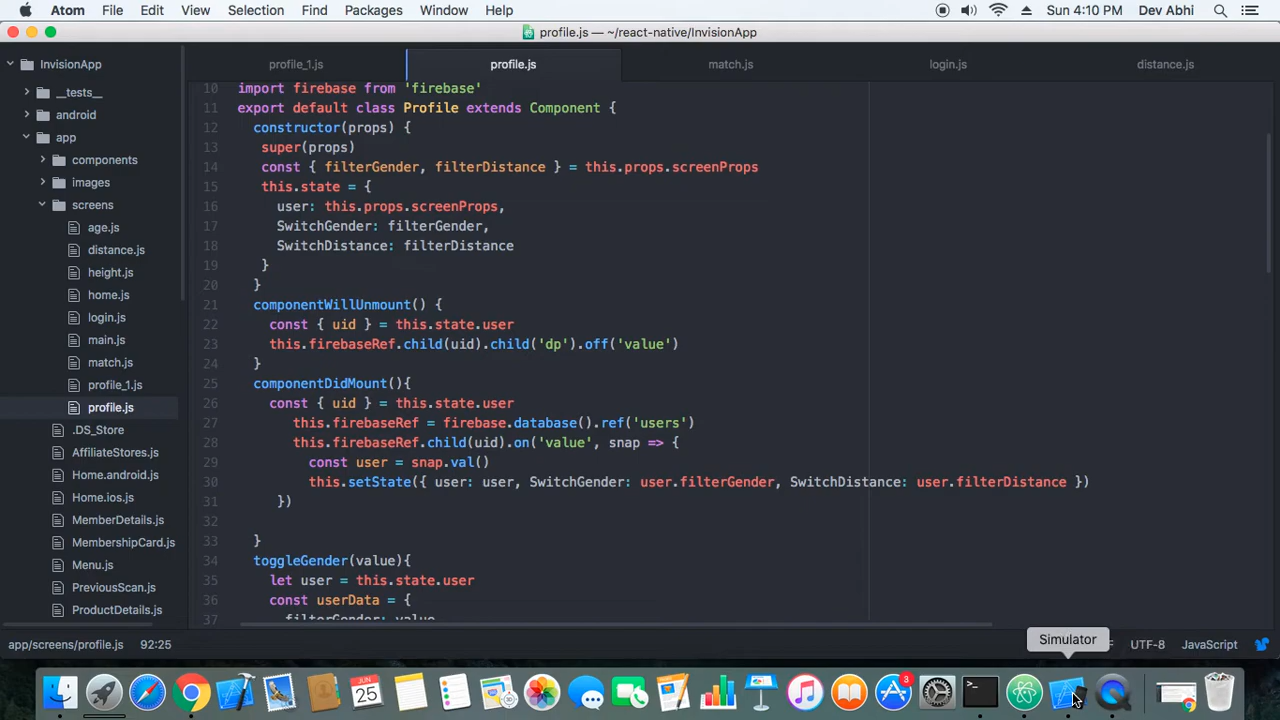 Atom File Edit View Selection Find Packages Window Help Sun 4:10 PM Dev Abhi
profile.js — ~/react-native/InvisionApp
InvisionApp
profile_1.js profile.js match.js login.js distance.js
__tests__
android
app
components
images
screens
age.js
distance.js
height.js
home.js
login.js
main.js
match.js
profile_1.js
profile.js
.DS_Store
AffiliateStores.js
Home.android.js
Home.ios.js
MemberDetails.js
MembershipCard.js
Menu.js
PreviousScan.js
ProductDetails.js
10 import firebase from 'firebase'
11 export default class Profile extends Component {
12 constructor(props) {
13 super(props)
14 const { filterGender, filterDistance } = this.props.screenProps
15 this.state = {
16 user: this.props.screenProps,
17 SwitchGender: filterGender,
18 SwitchDistance: filterDistance
19 }
20 }
21 componentWillUnmount() {
22 const { uid } = this.state.user
23 this.firebaseRef.child(uid).child('dp').off('value')
24 }
25 componentDidMount(){
26 const { uid } = this.state.user
27 this.firebaseRef = firebase.database().ref('users')
28 this.firebaseRef.child(uid).on('value', snap => {
29 const user = snap.val()
30 this.setState({ user: user, SwitchGender: user.filterGender, SwitchDistance: user.filterDistance })
31 })
32
33 }
34 toggleGender(value){
35 let user = this.state.user
36 const userData = {
37 filterGender: value
app/screens/profile.js 92:25 UTF-8 JavaScript
Simulator
JUN
25
3